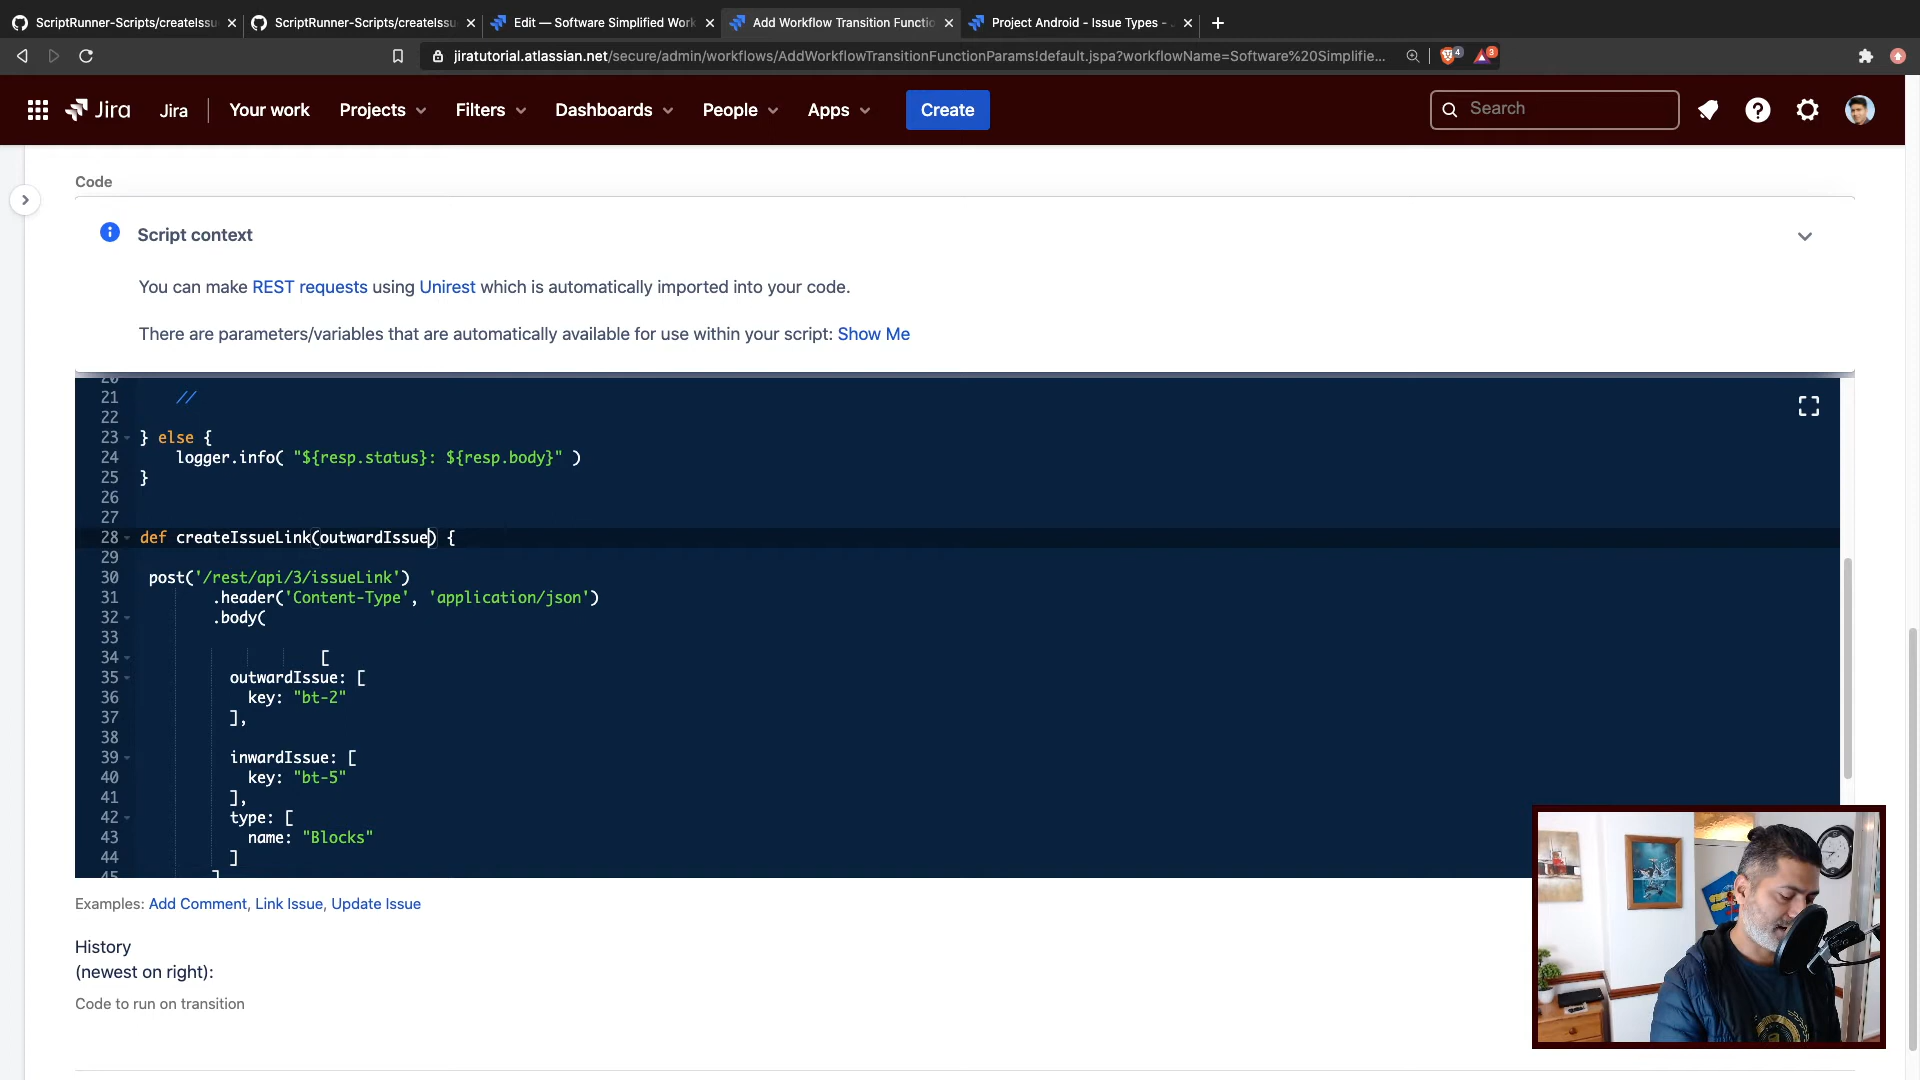 ScriptRunner-Scripts/createIssu
ScriptRunner-Scripts/createIssu
Edit — Software Simplified Work
Add Workflow Transition Functio
Project Android - Issue Types -
jiratutorial.atlassian.net/secure/admin/workflows/AddWorkflowTransitionFunctionParams!default.jspa?workflowName=Software%20Simplifie...
4
3
Jira
Jira
Your work
Projects
Filters
Dashboards
People
Apps
Create
Search
Code
Script context
You can make REST requests using Unirest which is automatically imported into your code.
There are parameters/variables that are automatically available for use within your script: Show Me
20
21 //
22
23 } else {
24 logger.info( "${resp.status}: ${resp.body}" )
25 }
26
27
28 def createIssueLink(outwardIssue) {
29
30 post('/rest/api/3/issueLink')
31 .header('Content-Type', 'application/json')
32 .body(
33
34 [
35 outwardIssue: [
36 key: "bt-2"
37 ],
38
39 inwardIssue: [
40 key: "bt-5"
41 ],
42 type: [
43 name: "Blocks"
44 ]
45 ]
Examples: Add Comment, Link Issue, Update Issue
History
(newest on right):
Code to run on transition